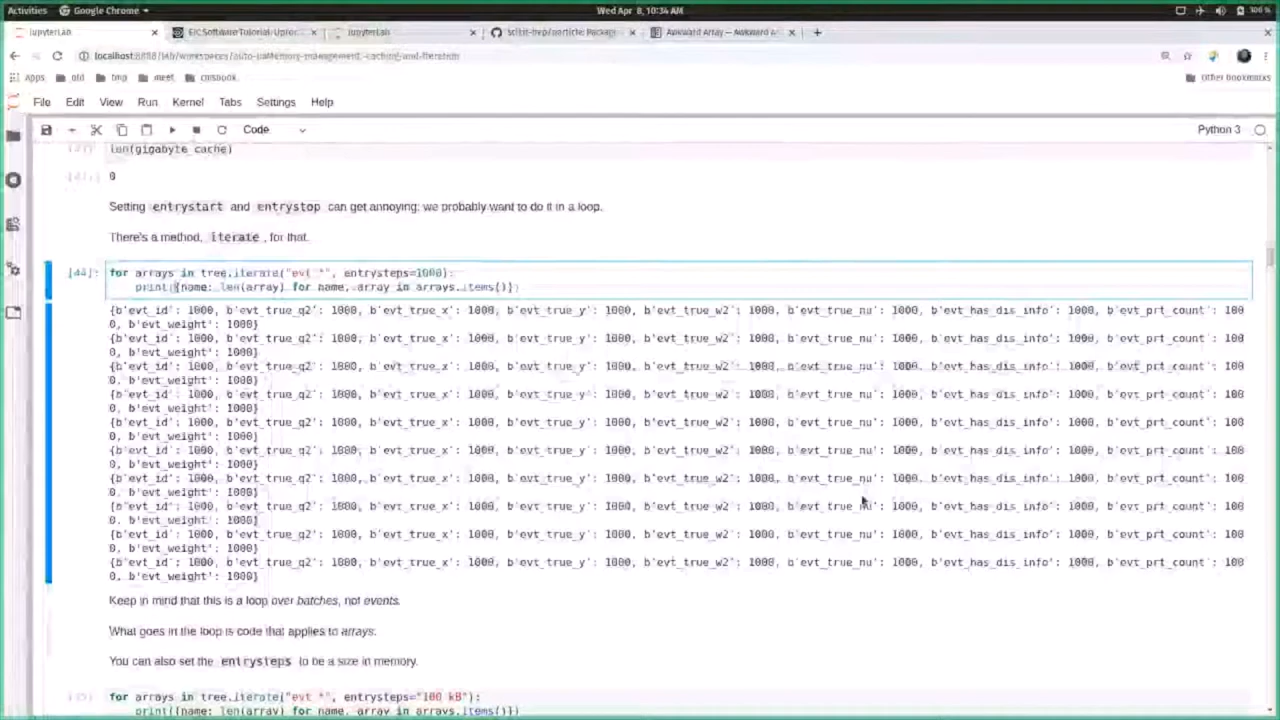 Activities
Google Chrome
Wed Apr 8, 10:34 AM
100 %
JupyterLab
EIC Software Tutorial: Uproo
JupyterLab
scikit-hep/particle: Package
Awkward Array — Awkward A
Apps
old
tmp
meet
cmsbook
Other bookmarks
File Edit View Run Kernel Tabs Settings Help
Code
Python 3
len(gigabyte_cache)
0
Setting entrystart and entrystop can get annoying; we probably want to do it in a loop.
There's a method, iterate, for that.
[44]: for arrays in tree.iterate("evt_*", entrysteps=1000):
print({name: len(array) for name, array in arrays.items()})
{b'evt_id': 1000, b'evt_true_q2': 1000, b'evt_true_x': 1000, b'evt_true_y': 1000, b'evt_true_w2': 1000, b'evt_true_nu': 1000, b'evt_has_dis_info': 1000, b'evt_prt_count': 100
0, b'evt_weight': 1000}
{b'evt_id': 1000, b'evt_true_q2': 1000, b'evt_true_x': 1000, b'evt_true_y': 1000, b'evt_true_w2': 1000, b'evt_true_nu': 1000, b'evt_has_dis_info': 1000, b'evt_prt_count': 100
0, b'evt_weight': 1000}
{b'evt_id': 1000, b'evt_true_q2': 1000, b'evt_true_x': 1000, b'evt_true_y': 1000, b'evt_true_w2': 1000, b'evt_true_nu': 1000, b'evt_has_dis_info': 1000, b'evt_prt_count': 100
0, b'evt_weight': 1000}
{b'evt_id': 1000, b'evt_true_q2': 1000, b'evt_true_x': 1000, b'evt_true_y': 1000, b'evt_true_w2': 1000, b'evt_true_nu': 1000, b'evt_has_dis_info': 1000, b'evt_prt_count': 100
0, b'evt_weight': 1000}
{b'evt_id': 1000, b'evt_true_q2': 1000, b'evt_true_x': 1000, b'evt_true_y': 1000, b'evt_true_w2': 1000, b'evt_true_nu': 1000, b'evt_has_dis_info': 1000, b'evt_prt_count': 100
0, b'evt_weight': 1000}
{b'evt_id': 1000, b'evt_true_q2': 1000, b'evt_true_x': 1000, b'evt_true_y': 1000, b'evt_true_w2': 1000, b'evt_true_nu': 1000, b'evt_has_dis_info': 1000, b'evt_prt_count': 100
0, b'evt_weight': 1000}
{b'evt_id': 1000, b'evt_true_q2': 1000, b'evt_true_x': 1000, b'evt_true_y': 1000, b'evt_true_w2': 1000, b'evt_true_nu': 1000, b'evt_has_dis_info': 1000, b'evt_prt_count': 100
0, b'evt_weight': 1000}
{b'evt_id': 1000, b'evt_true_q2': 1000, b'evt_true_x': 1000, b'evt_true_y': 1000, b'evt_true_w2': 1000, b'evt_true_nu': 1000, b'evt_has_dis_info': 1000, b'evt_prt_count': 100
0, b'evt_weight': 1000}
{b'evt_id': 1000, b'evt_true_q2': 1000, b'evt_true_x': 1000, b'evt_true_y': 1000, b'evt_true_w2': 1000, b'evt_true_nu': 1000, b'evt_has_dis_info': 1000, b'evt_prt_count': 100
0, b'evt_weight': 1000}
{b'evt_id': 1000, b'evt_true_q2': 1000, b'evt_true_x': 1000, b'evt_true_y': 1000, b'evt_true_w2': 1000, b'evt_true_nu': 1000, b'evt_has_dis_info': 1000, b'evt_prt_count': 100
0, b'evt_weight': 1000}
Keep in mind that this is a loop over batches, not events.
What goes in the loop is code that applies to arrays.
You can also set the entrysteps to be a size in memory.
for arrays in tree.iterate("evt_*", entrysteps="100 kB"):
print({name: len(array) for name, array in arrays.items()})